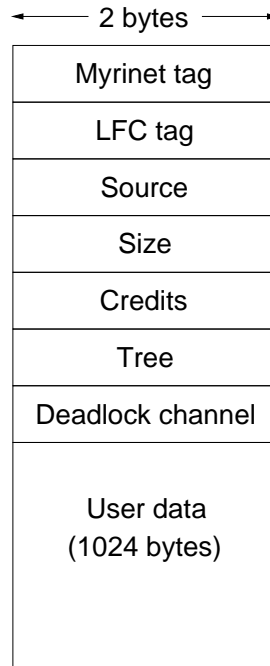 2 bytes
Myrinet tag
LFC tag
Source
Size
Credits
Tree
Deadlock channel
User data
(1024 bytes)